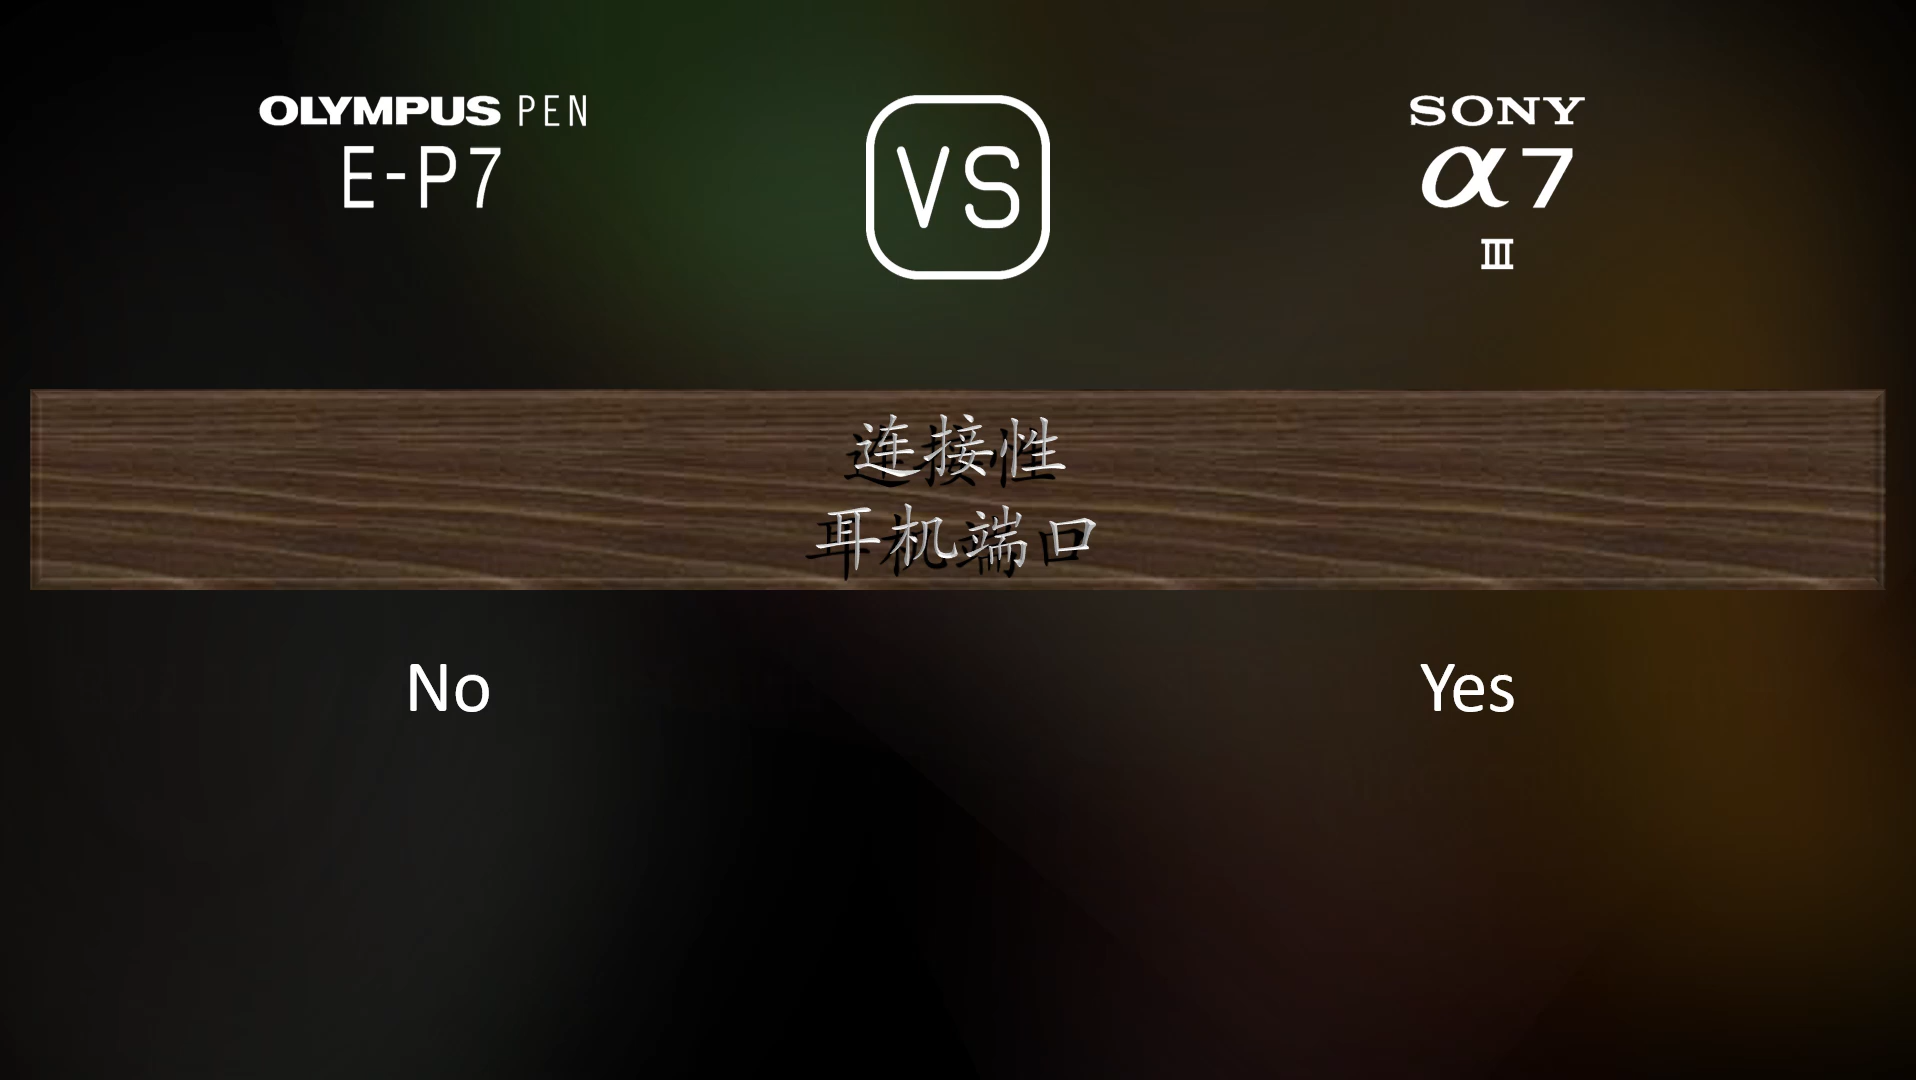 OLYMPUS PEN
E-P7
VS
SONY
α7
III
连接性
耳机端口
No
Yes